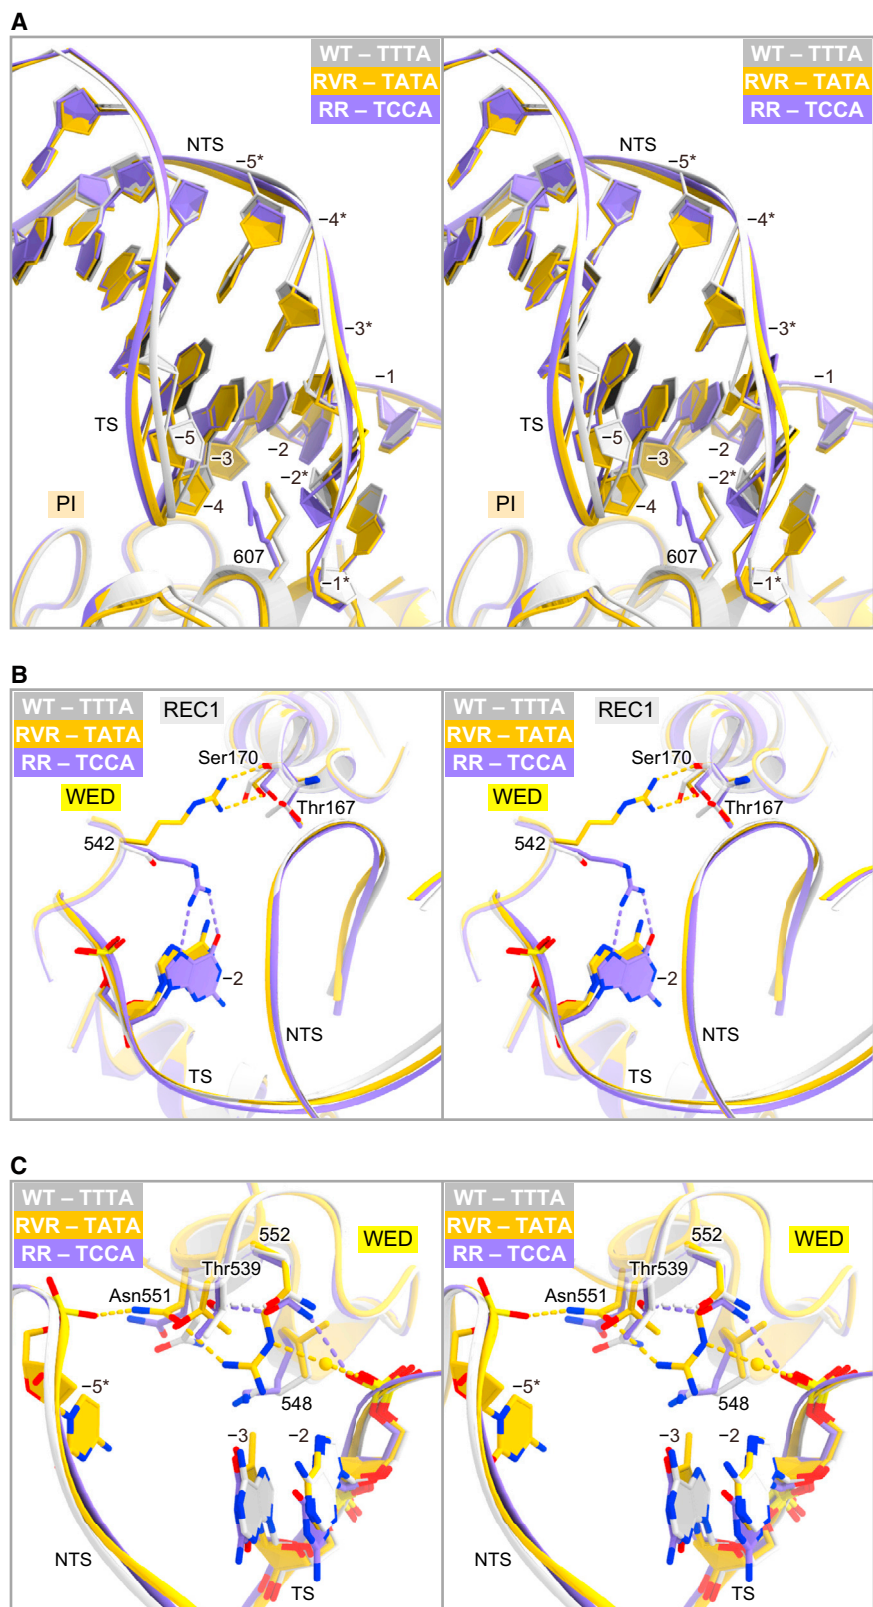 A
WT – TTTA
RVR – TATA
RR – TCCA
NTS
−5*
−4*
−3*
−1
TS
−5
−3
−2
−2*
−4
PI
607
−1*
WT – TTTA
RVR – TATA
RR – TCCA
NTS
−5*
−4*
−3*
−1
TS
−5
−3
−2
−2*
−4
PI
607
−1*
B
WT – TTTA
RVR – TATA
RR – TCCA
REC1
Ser170
WED
Thr167
542
−2
NTS
TS
WT – TTTA
RVR – TATA
RR – TCCA
REC1
Ser170
WED
Thr167
542
−2
NTS
TS
C
WT – TTTA
RVR – TATA
RR – TCCA
552
WED
Thr539
Asn551
−5*
548
−3
−2
NTS
TS
WT – TTTA
RVR – TATA
RR – TCCA
552
WED
Thr539
Asn551
−5*
548
−3
−2
NTS
TS